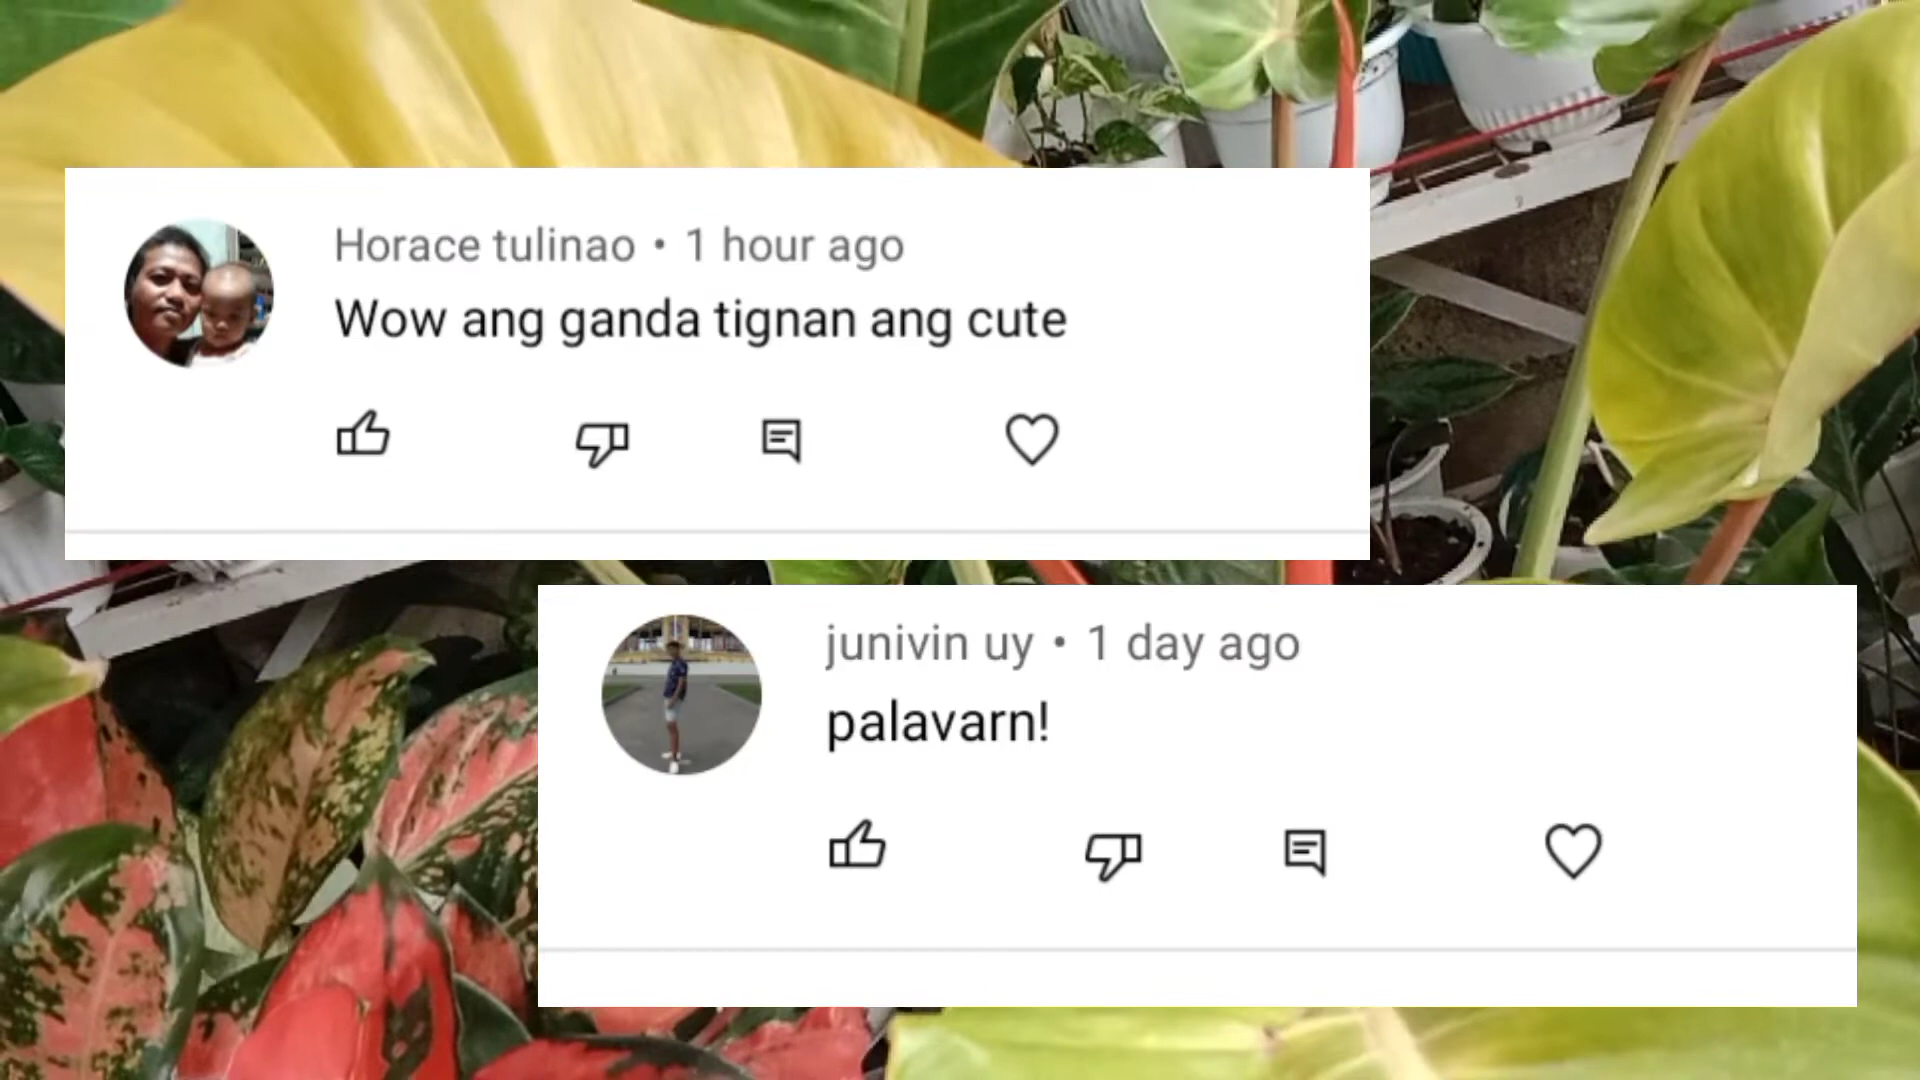 Horace tulinao • 1 hour ago
Wow ang ganda tignan ang cute
junivin uy • 1 day ago
palavarn!